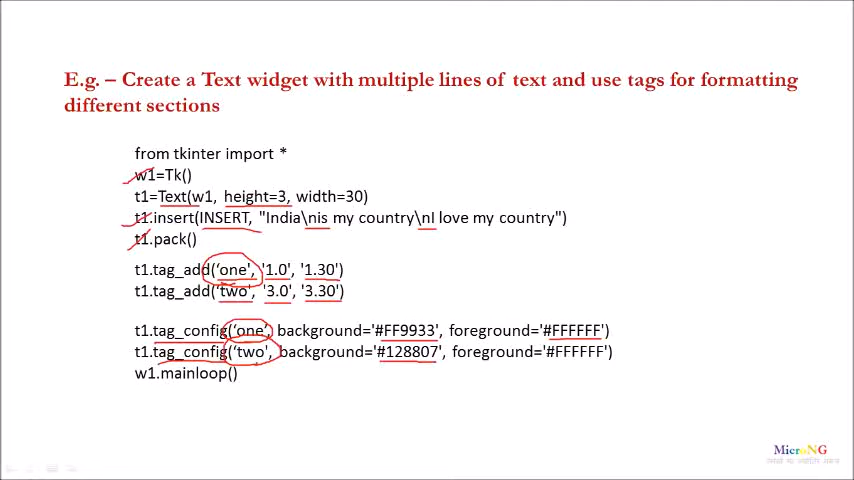 E.g. – Create a Text widget with multiple lines of text and use tags for formatting
different sections
from tkinter import *
w1=Tk()
t1=Text(w1, height=3, width=30)
t1.insert(INSERT, "India\nis my country\nI love my country")
t1.pack()
t1.tag_add(‘one', '1.0', '1.30')
t1.tag_add(‘two', '3.0', '3.30')
t1.tag_config(‘one’, background='#FF9933', foreground='#FFFFFF')
t1.tag_config(‘two’, background='#128807', foreground='#FFFFFF')
w1.mainloop()
MicroNG